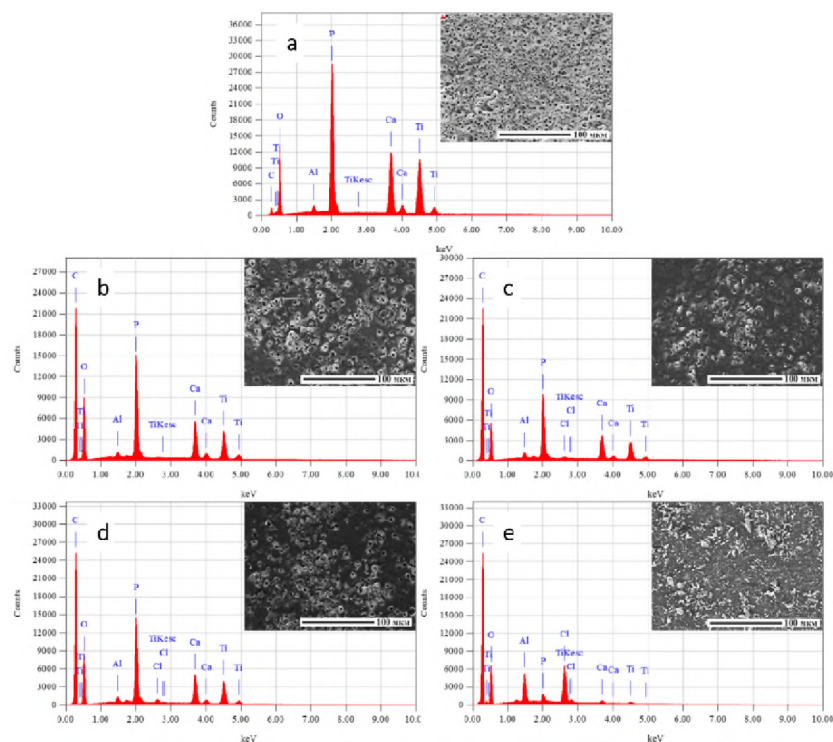 a
36000
33000
30000
27000
24000
21000
18000
15000
12000
9000
6000
3000
0
Counts
P
O
Ti
Ti
C
Al
TiKesc
Ca
Ca
Ti
Ti
100 мкм
0.00 1.00 2.00 3.00 4.00 5.00 6.00 7.00 8.00 9.00 10.00
keV
b
27000
24000
21000
18000
15000
12000
9000
6000
3000
0
Counts
C
O
Ti
Ti
Al
P
TiKesc
Ca
Ca
Ti
Ti
100 мкм
0.00 1.00 2.00 3.00 4.00 5.00 6.00 7.00 8.00 9.00 10.00
keV
c
30000
27000
24000
21000
18000
15000
12000
9000
6000
3000
0
Counts
C
O
Ti
Ti
Al
P
TiKesc
Cl
Cl
Ca
Ca
Ti
Ti
100 мкм
0.00 1.00 2.00 3.00 4.00 5.00 6.00 7.00 8.00 9.00 10.00
keV
d
33000
30000
27000
24000
21000
18000
15000
12000
9000
6000
3000
0
Counts
C
O
Ti
Ti
Al
P
TiKesc
Cl
Cl
Ca
Ca
Ti
Ti
100 мкм
0.00 1.00 2.00 3.00 4.00 5.00 6.00 7.00 8.00 9.00 10.00
keV
e
33000
30000
27000
24000
21000
18000
15000
12000
9000
6000
3000
0
Counts
C
O
Ti
Ti
Al
P
Cl
TiKesc
Cl
Ca
Ca
Ti
Ti
100 мкм
0.00 1.00 2.00 3.00 4.00 5.00 6.00 7.00 8.00 9.00 10.00
keV